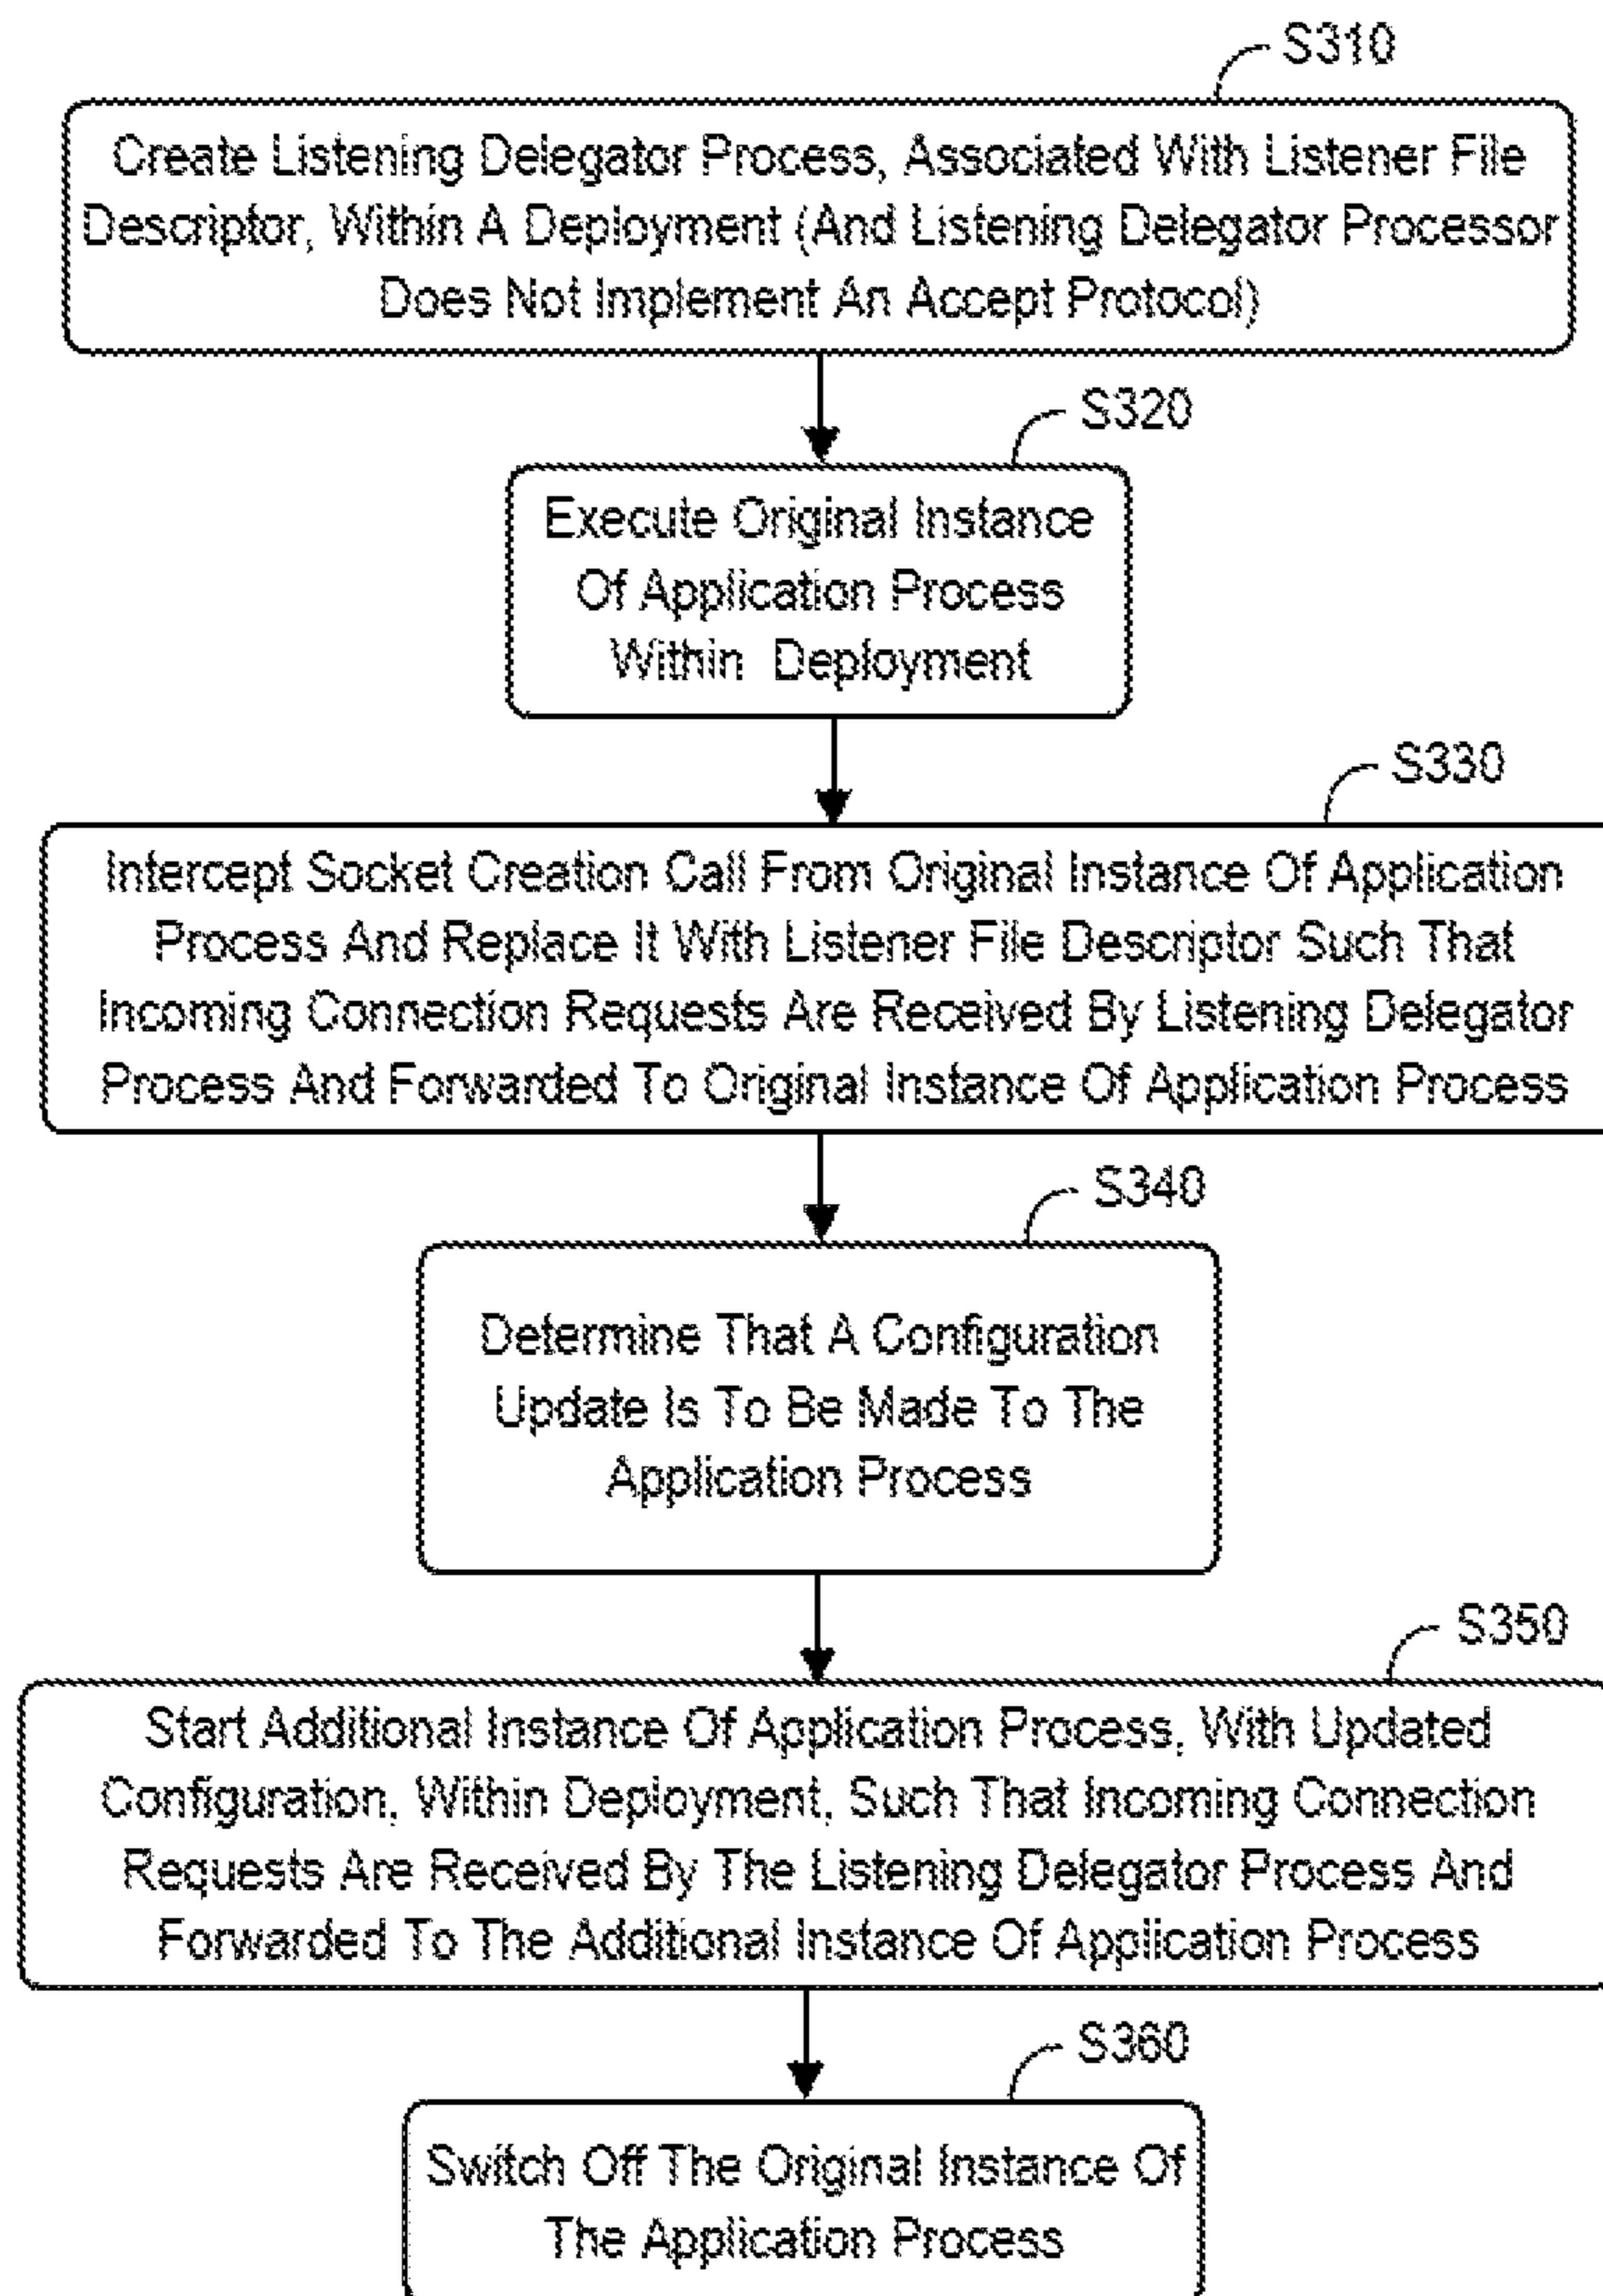 S310
Create Listening Delegator Process, Associated With Listener File
Descriptor, Within A Deployment (And Listening Delegator Processor
Does Not Implement An Accept Protocol)
S320
Execute Original Instance
Of Application Process
Within Deployment
S330
Intercept Socket Creation Call From Original Instance Of Application
Process And Replace It With Listener File Descriptor Such That
Incoming Connection Requests Are Received By Listening Delegator
Process And Forwarded To Original Instance Of Application Process
S340
Determine That A Configuration
Update Is To Be Made To The
Application Process
S350
Start Additional Instance Of Application Process, With Updated
Configuration, Within Deployment, Such That Incoming Connection
Requests Are Received By The Listening Delegator Process And
Forwarded To The Additional Instance Of Application Process
S360
Switch Off The Original Instance Of
The Application Process